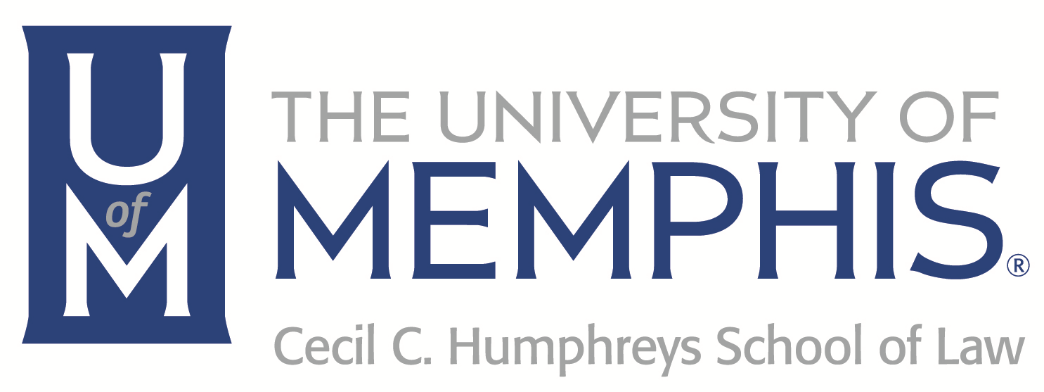 U
of
M
THE UNIVERSITY OF
MEMPHIS®
Cecil C. Humphreys School of Law